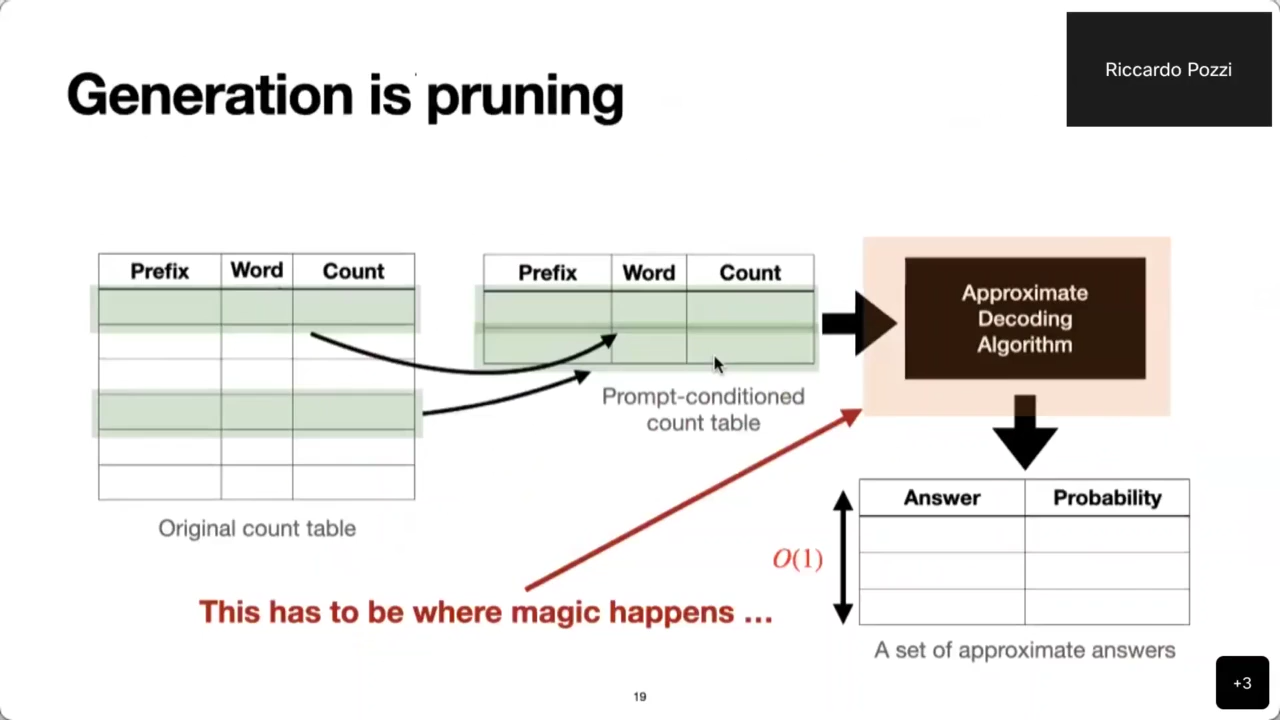 Generation is pruning
Riccardo Pozzi
Prefix Word Count
Original count table
Prefix Word Count
Prompt-conditioned
count table
Approximate
Decoding
Algorithm
This has to be where magic happens ...
O(1)
Answer Probability
A set of approximate answers
19
+3